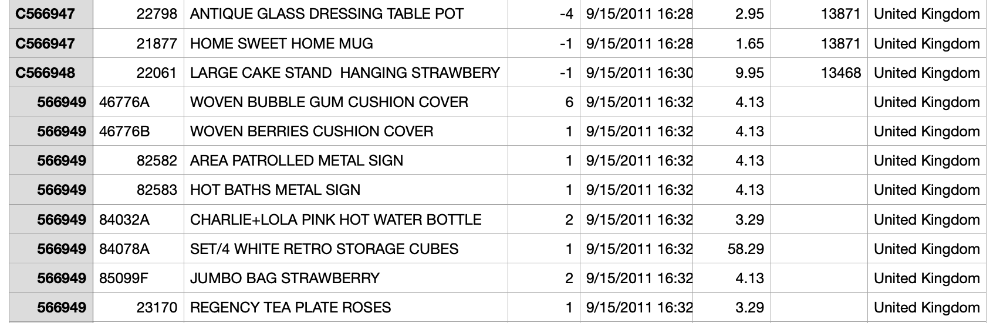 C566947 22798 ANTIQUE GLASS DRESSING TABLE POT -4 9/15/2011 16:28 2.95 13871 United Kingdom
C566947 21877 HOME SWEET HOME MUG -1 9/15/2011 16:28 1.65 13871 United Kingdom
C566948 22061 LARGE CAKE STAND  HANGING STRAWBERY -1 9/15/2011 16:30 9.95 13468 United Kingdom
566949 46776A WOVEN BUBBLE GUM CUSHION COVER 6 9/15/2011 16:32 4.13 United Kingdom
566949 46776B WOVEN BERRIES CUSHION COVER 1 9/15/2011 16:32 4.13 United Kingdom
566949 82582 AREA PATROLLED METAL SIGN 1 9/15/2011 16:32 4.13 United Kingdom
566949 82583 HOT BATHS METAL SIGN 1 9/15/2011 16:32 4.13 United Kingdom
566949 84032A CHARLIE+LOLA PINK HOT WATER BOTTLE 2 9/15/2011 16:32 3.29 United Kingdom
566949 84078A SET/4 WHITE RETRO STORAGE CUBES 1 9/15/2011 16:32 58.29 United Kingdom
566949 85099F JUMBO BAG STRAWBERRY 2 9/15/2011 16:32 4.13 United Kingdom
566949 23170 REGENCY TEA PLATE ROSES 1 9/15/2011 16:32 3.29 United Kingdom